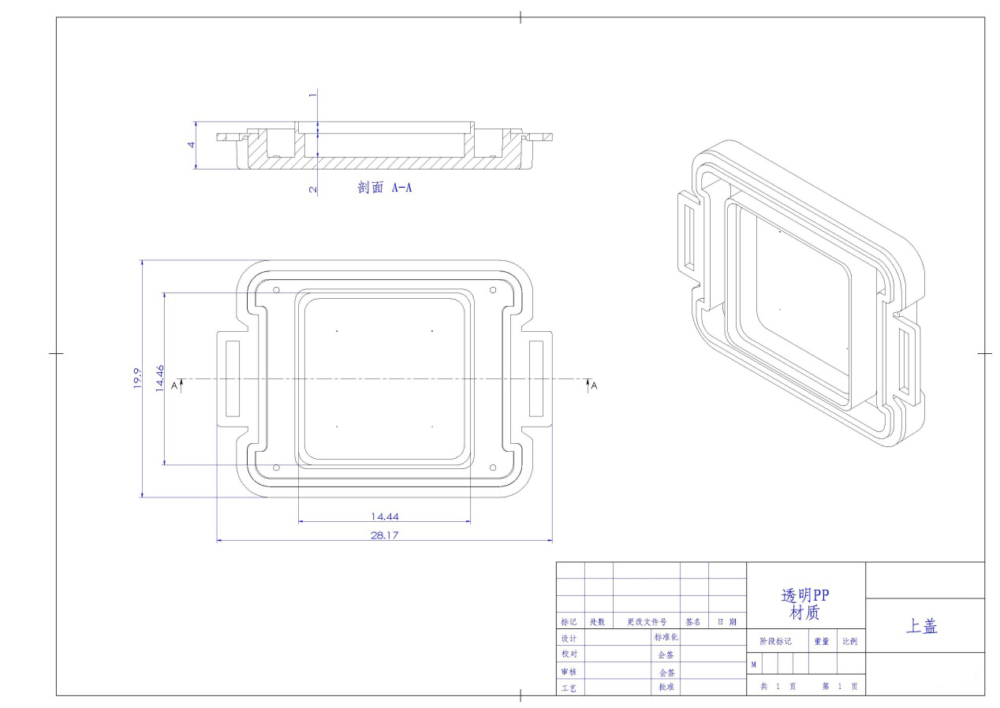 1
4
2
剖面 A-A
19.9
14.46
A
A
14.44
28.17
透明PP
材质
上盖
标记 处数 更改文件号 签名 日 期
设计 标准化
校对 会签
审核 会签
工艺 批准
阶段标记 重量 比例
M
共 1 页 第 1 页